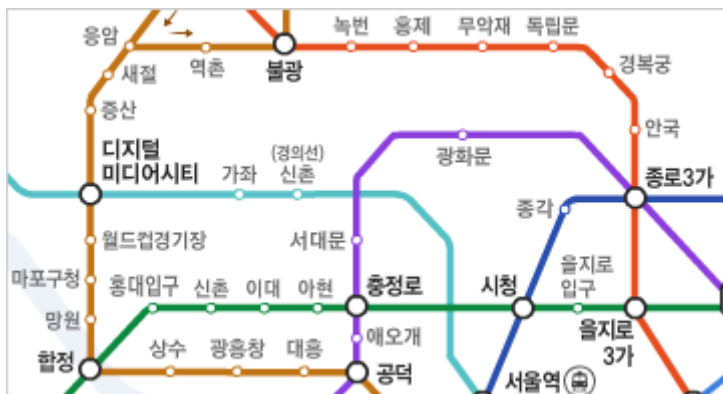 응암
역촌
불광
녹번
홍제
무악재
독립문
새절
경복궁
증산
안국
디지털
미디어시티
가좌
(경의선)
신촌
광화문
종로3가
종각
월드컵경기장
서대문
마포구청
홍대입구
신촌
이대
아현
충정로
시청
을지로
입구
망원
애오개
을지로
3가
합정
상수
광흥창
대흥
공덕
서울역